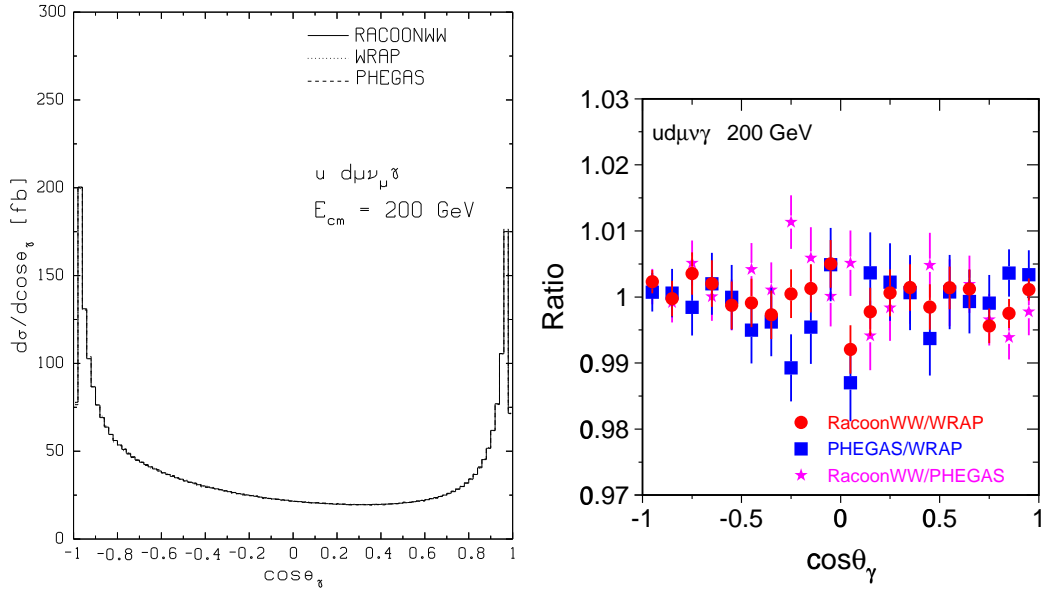 300
250
200
150
100
50
0
dσ/dcosθᵧ [fb]
RACOONWW
WRAP
PHEGAS
u dμν_μγ
E_cm = 200 GeV
-1 -0.8 -0.6 -0.4 -0.2 0 0.2 0.4 0.6 0.8 1
cosθᵧ
1.03
1.02
1.01
1
0.99
0.98
0.97
Ratio
udμνγ 200 GeV
RacoonWW/WRAP
PHEGAS/WRAP
RacoonWW/PHEGAS
-1 -0.5 0 0.5 1
cosθᵧ